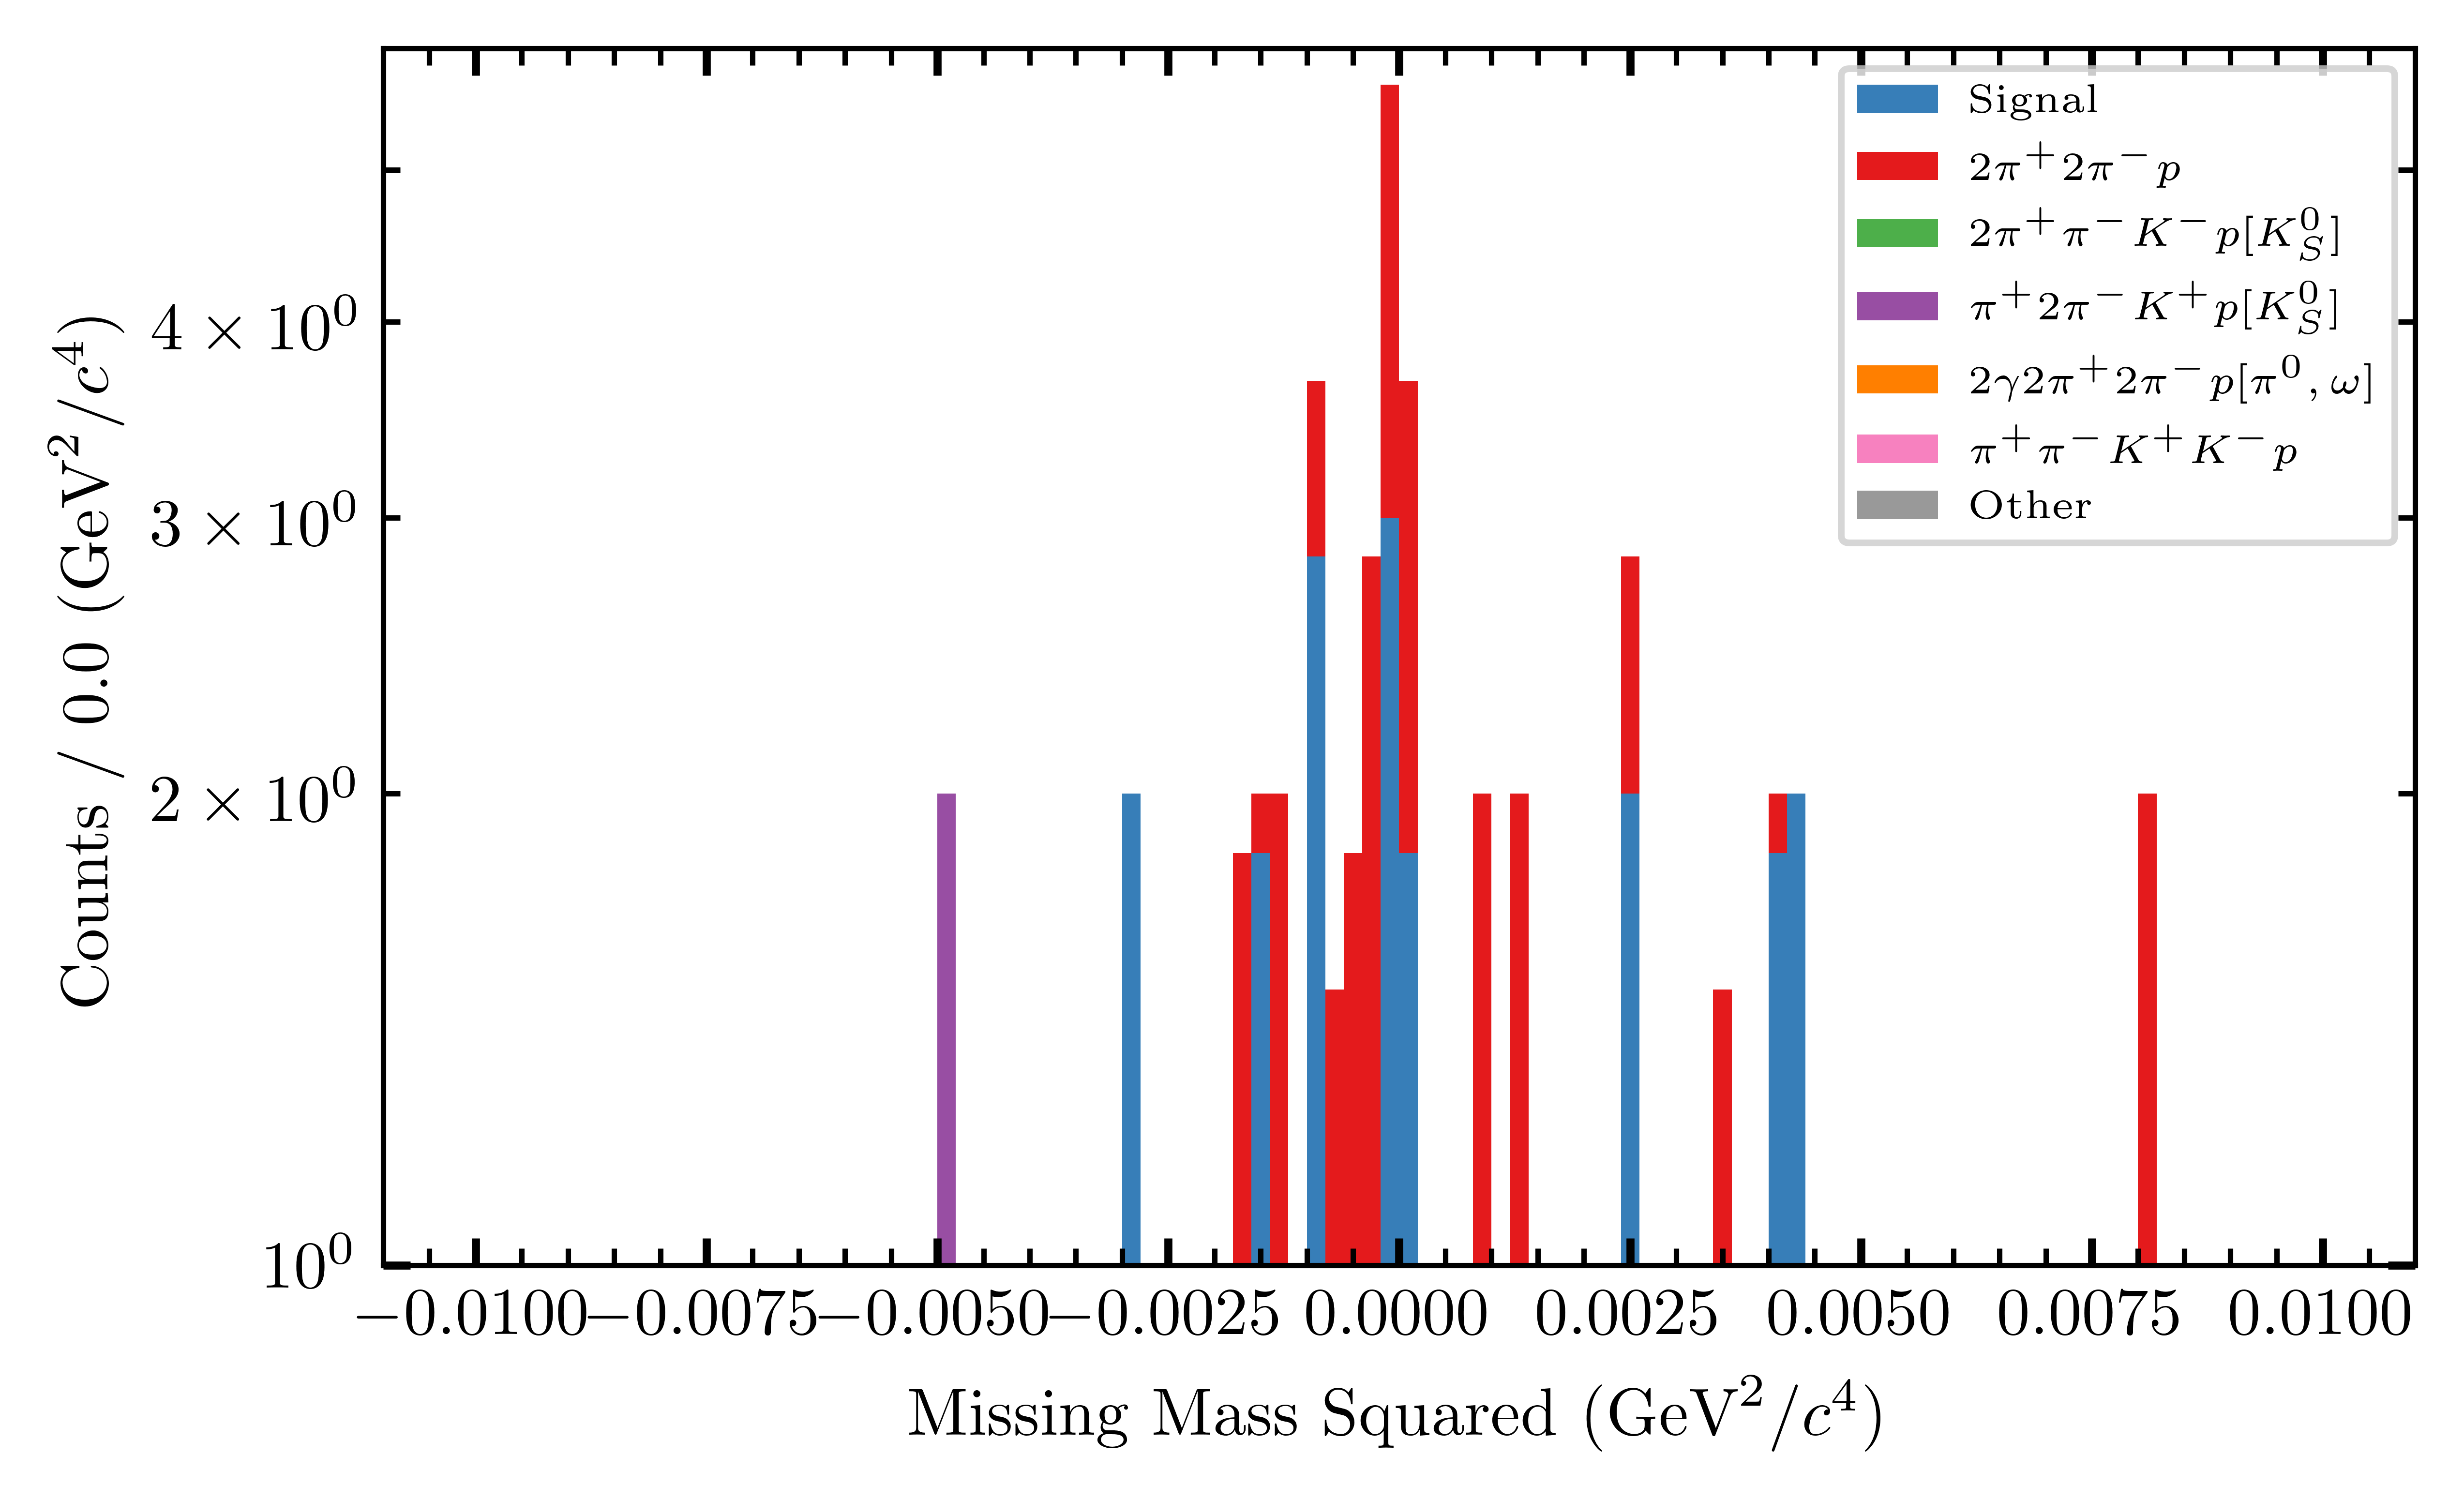 Counts / 0.0 (GeV²/c⁴)
4 × 10⁰
3 × 10⁰
2 × 10⁰
10⁰
Signal
2π⁺2π⁻p
2π⁺π⁻K⁻p[K⁰_S]
π⁺2π⁻K⁺p[K⁰_S]
2γ2π⁺2π⁻p[π⁰, ω]
π⁺π⁻K⁺K⁻p
Other
−0.0100 −0.0075 −0.0050 −0.0025 0.0000 0.0025 0.0050 0.0075 0.0100
Missing Mass Squared (GeV²/c⁴)